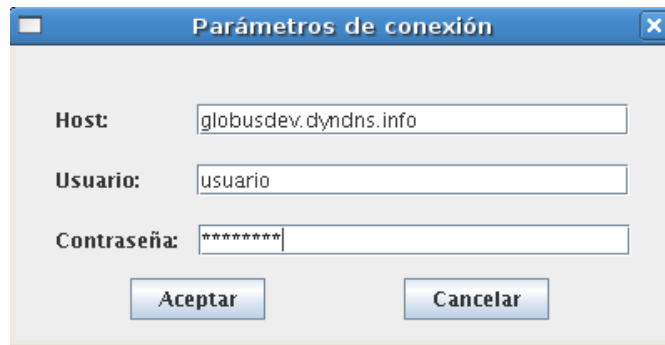 Parámetros de conexión
Host: globusdev.dyndns.info
Usuario: usuario
Contraseña: ********
Aceptar Cancelar